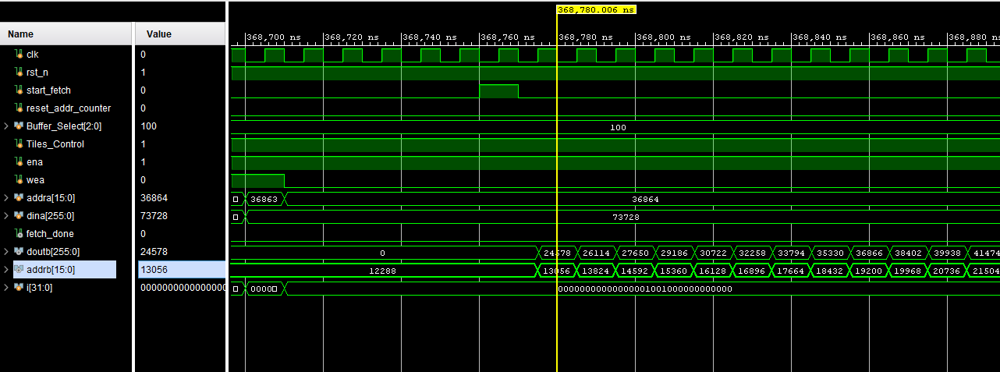 368,780.006 ns
Name Value 368,700 ns 368,720 ns 368,740 ns 368,760 ns 368,780 ns 368,800 ns 368,820 ns 368,840 ns 368,860 ns 368,880 ns
clk 0
rst_n 1
start_fetch 0
reset_addr_counter 0
Buffer_Select[2:0] 100 100
Tiles_Control 1
ena 1
wea 0
addra[15:0] 36864 36863 36864
dina[255:0] 73728 73728
fetch_done 0
doutb[255:0] 24578 0 24578 26114 27650 29186 30722 32258 33794 35330 36866 38402 39938 41474
addrb[15:0] 13056 12288 13056 13824 14592 15360 16128 16896 17664 18432 19200 19968 20736 21504
i[31:0] 0000000000000000 0000 00000000000000001001000000000000